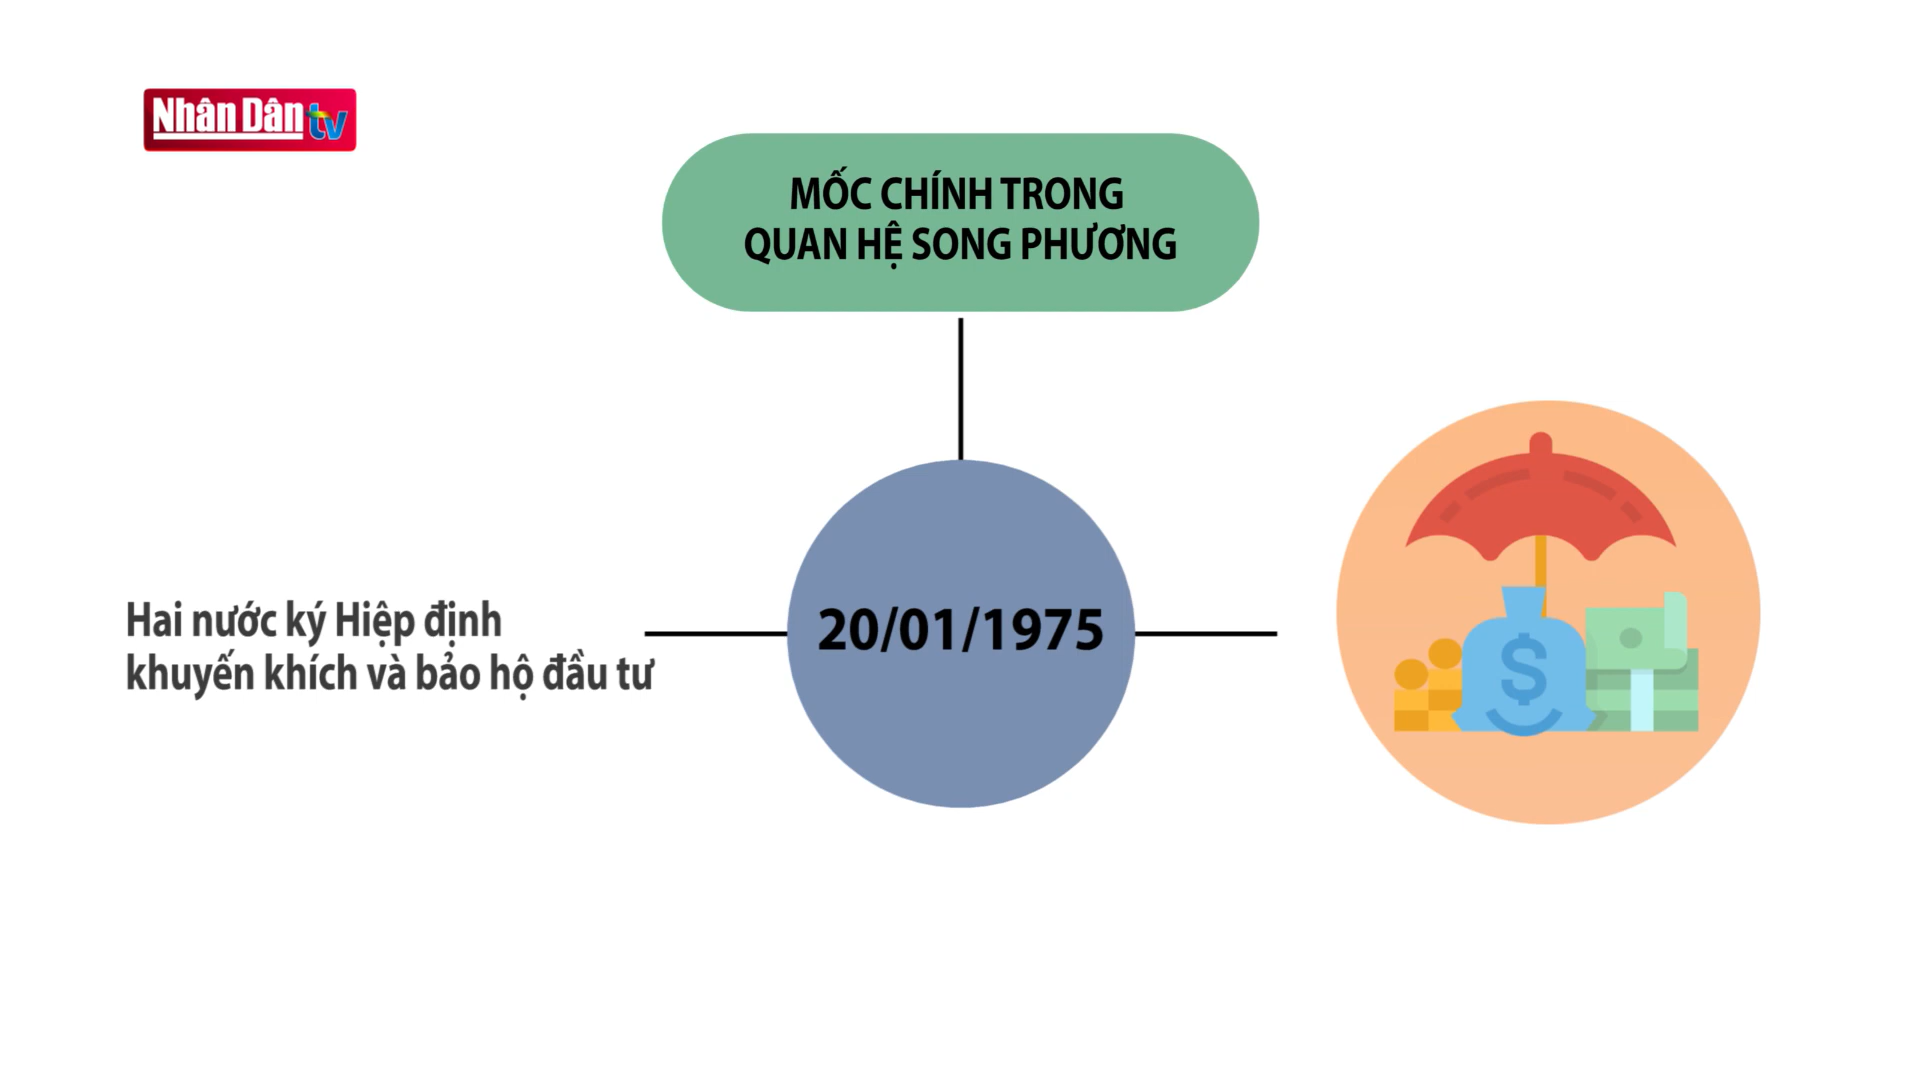 Nhân Dân tv
MỐC CHÍNH TRONG
QUAN HỆ SONG PHƯƠNG
20/01/1975
Hai nước ký Hiệp định
khuyến khích và bảo hộ đầu tư
$